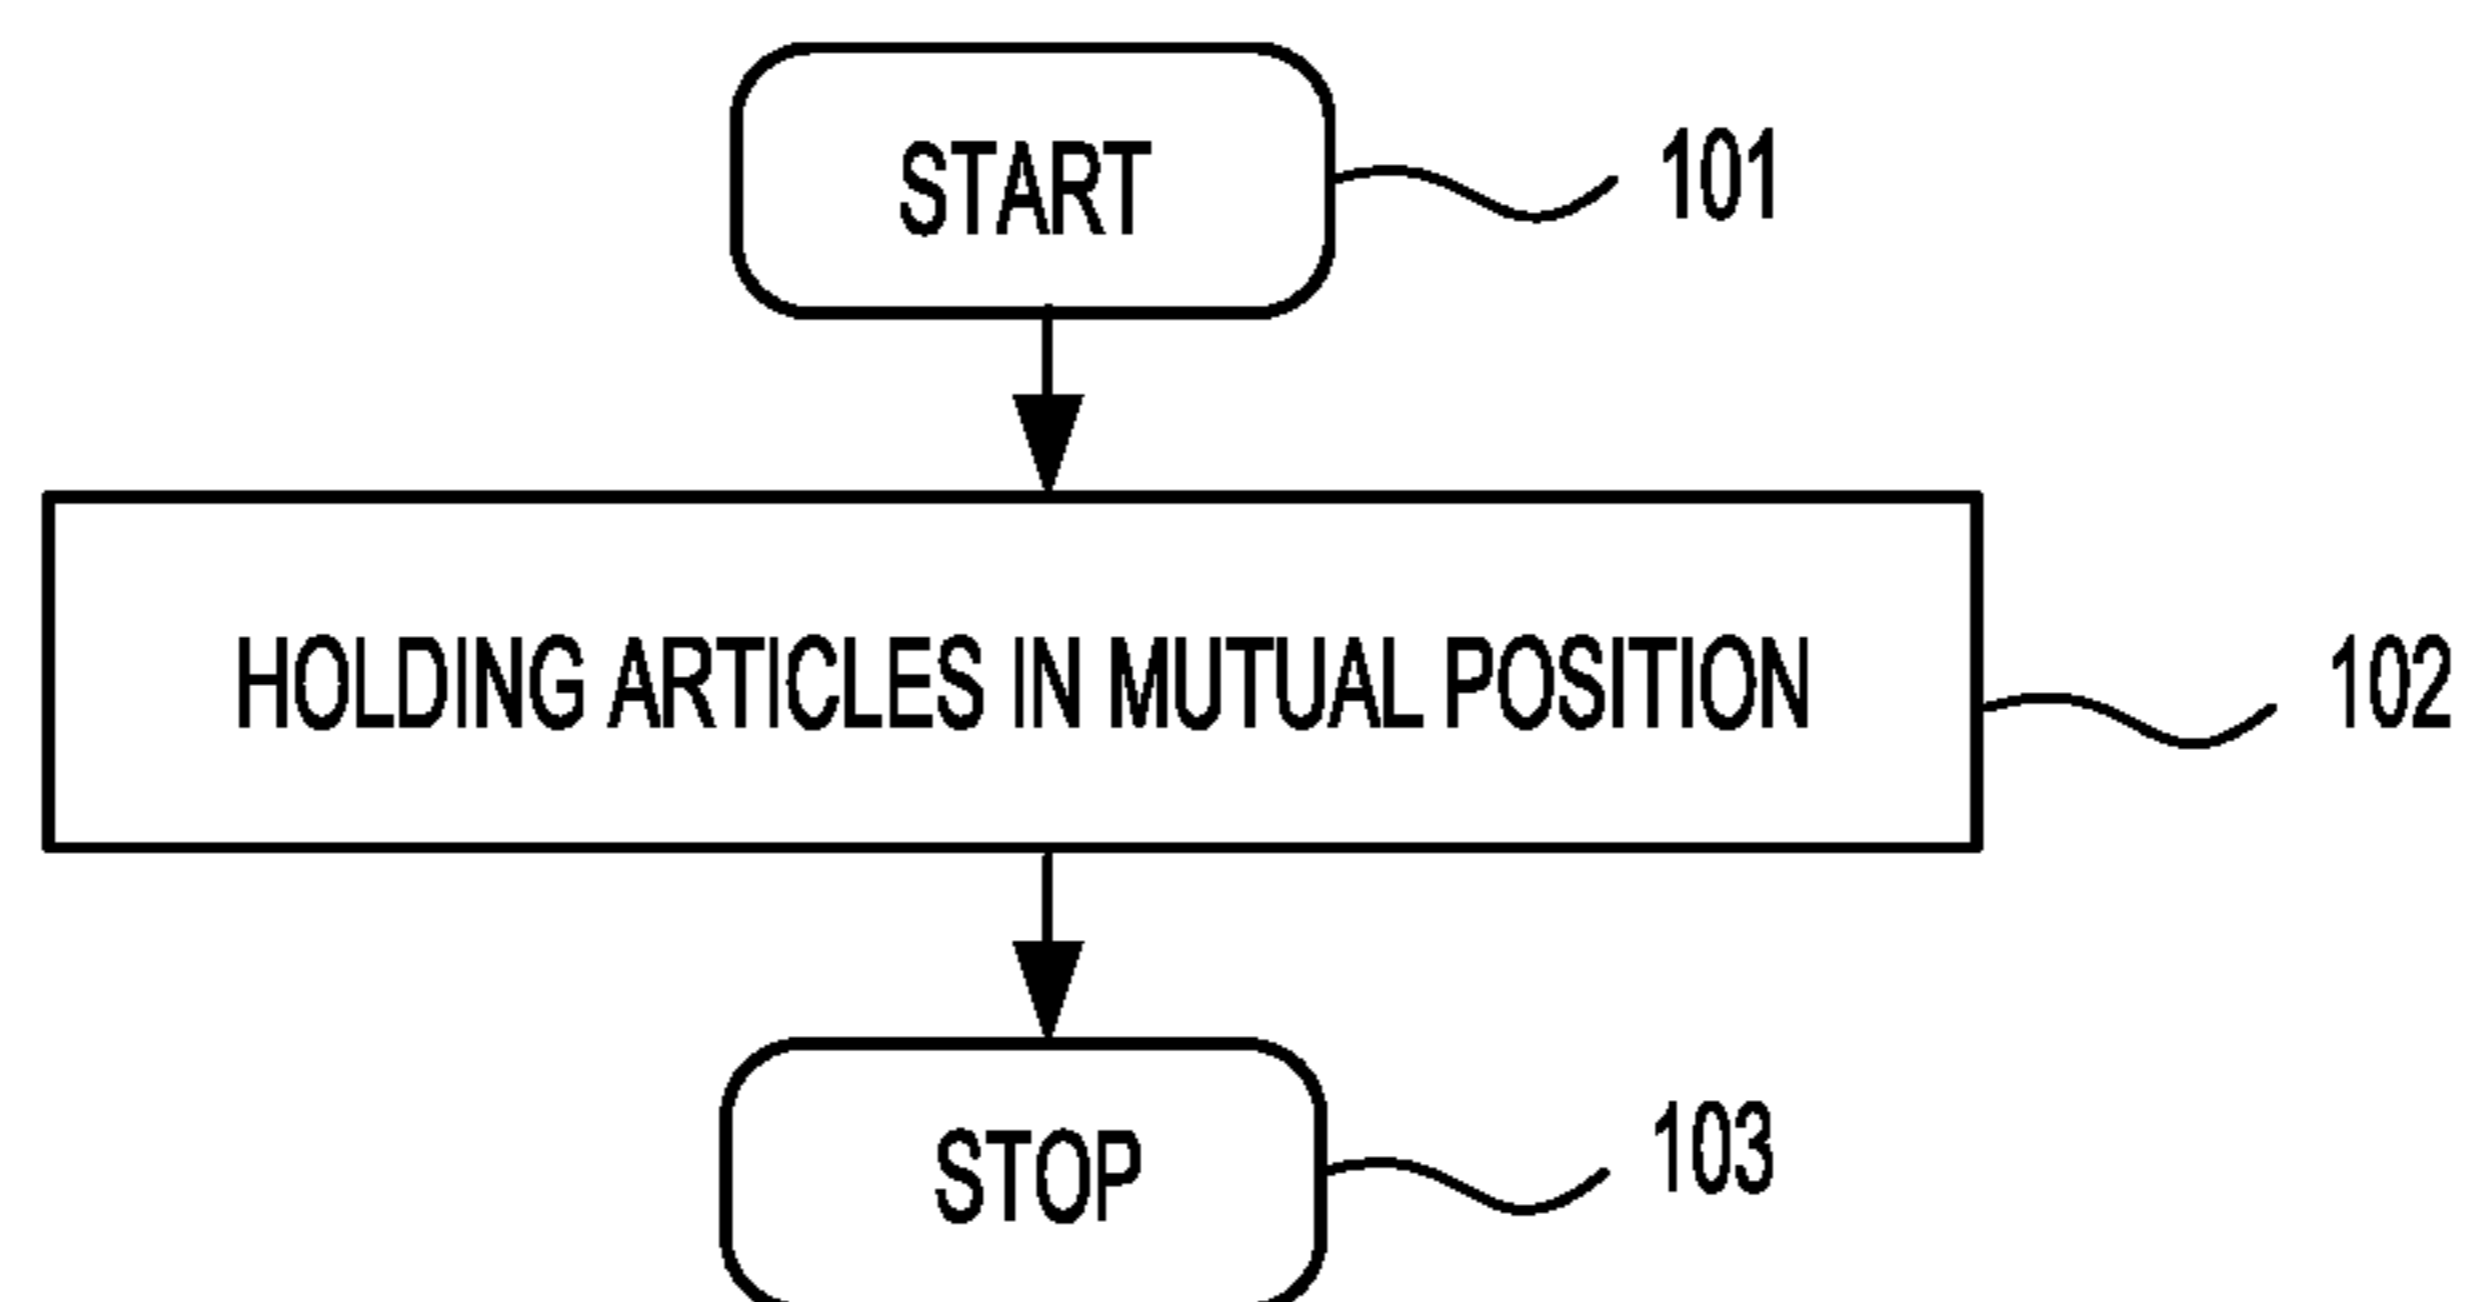 START
101
HOLDING ARTICLES IN MUTUAL POSITION
102
STOP
103